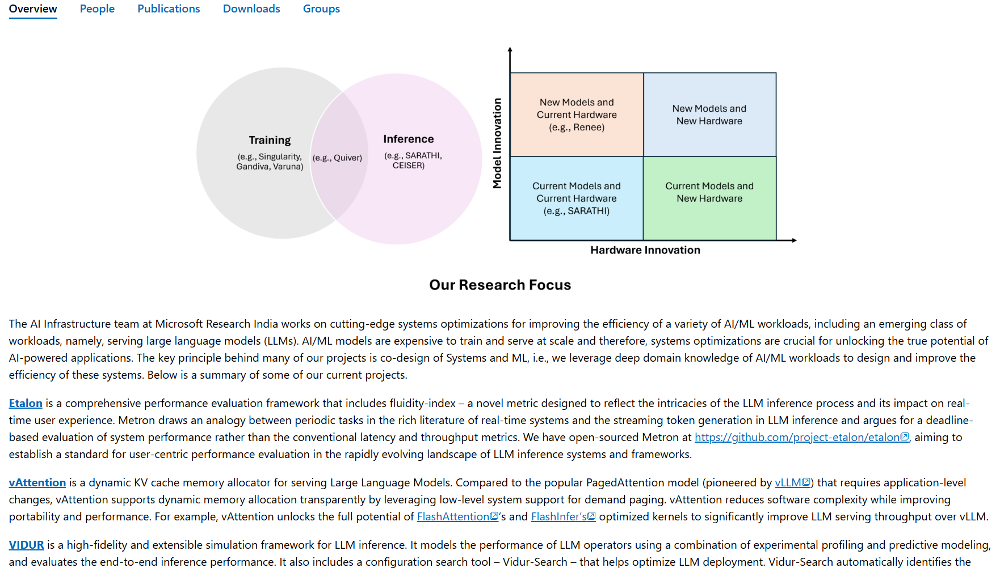 Overview People Publications Downloads Groups
Training
(e.g., Singularity,
Gandiva, Varuna)
(e.g., Quiver)
Inference
(e.g., SARATHI,
CEISER)
Model Innovation
New Models and
Current Hardware
(e.g., Renee)
New Models and
New Hardware
Current Models and
Current Hardware
(e.g., SARATHI)
Current Models and
New Hardware
Hardware Innovation
Our Research Focus
The AI Infrastructure team at Microsoft Research India works on cutting-edge systems optimizations for improving the efficiency of a variety of AI/ML workloads, including an emerging class of
workloads, namely, serving large language models (LLMs). AI/ML models are expensive to train and serve at scale and therefore, systems optimizations are crucial for unlocking the true potential of
AI-powered applications. The key principle behind many of our projects is co-design of Systems and ML, i.e., we leverage deep domain knowledge of AI/ML workloads to design and improve the
efficiency of these systems. Below is a summary of some of our current projects.
Etalon is a comprehensive performance evaluation framework that includes fluidity-index – a novel metric designed to reflect the intricacies of the LLM inference process and its impact on real-
time user experience. Metron draws an analogy between periodic tasks in the rich literature of real-time systems and the streaming token generation in LLM inference and argues for a deadline-
based evaluation of system performance rather than the conventional latency and throughput metrics. We have open-sourced Metron at https://github.com/project-etalon/etalon, aiming to
establish a standard for user-centric performance evaluation in the rapidly evolving landscape of LLM inference systems and frameworks.
vAttention is a dynamic KV cache memory allocator for serving Large Language Models. Compared to the popular PagedAttention model (pioneered by vLLM) that requires application-level
changes, vAttention supports dynamic memory allocation transparently by leveraging low-level system support for demand paging. vAttention reduces software complexity while improving
portability and performance. For example, vAttention unlocks the full potential of FlashAttention's and FlashInfer's optimized kernels to significantly improve LLM serving throughput over vLLM.
VIDUR is a high-fidelity and extensible simulation framework for LLM inference. It models the performance of LLM operators using a combination of experimental profiling and predictive modeling,
and evaluates the end-to-end inference performance. It also includes a configuration search tool – Vidur-Search – that helps optimize LLM deployment. Vidur-Search automatically identifies the